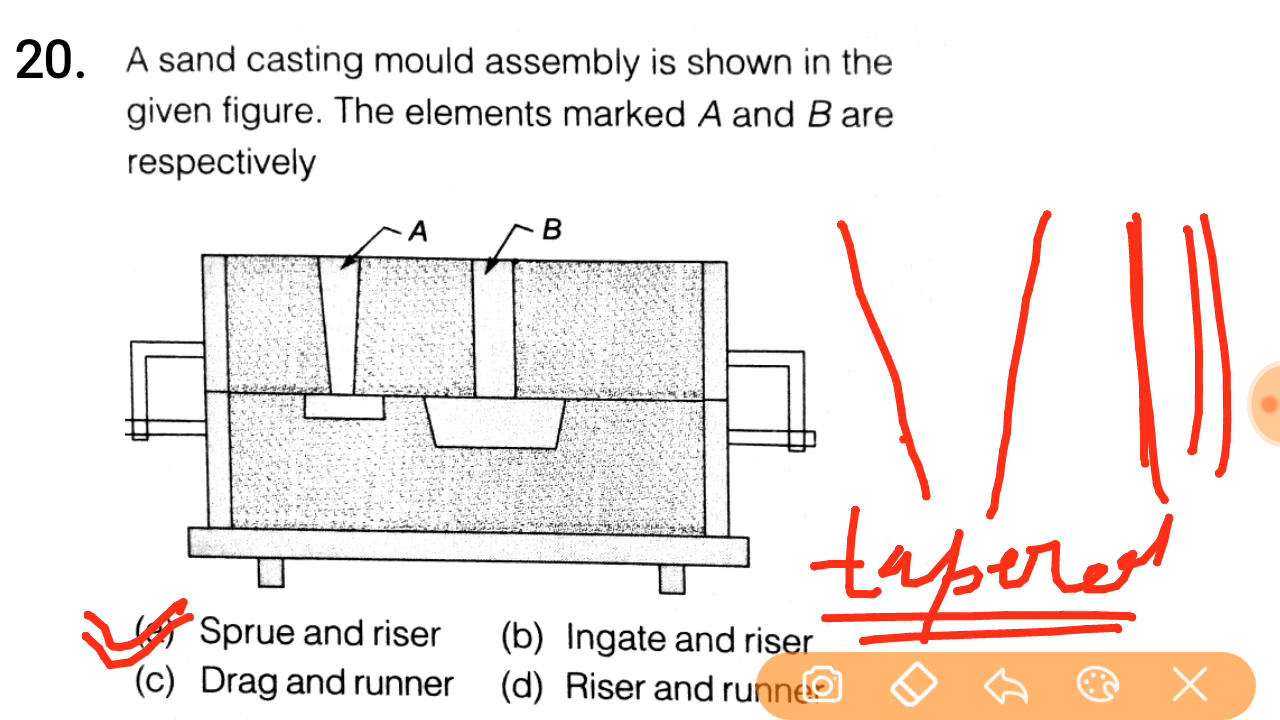 20. A sand casting mould assembly is shown in the
given figure. The elements marked A and B are
respectively
A B
(a) Sprue and riser (b) Ingate and riser
(c) Drag and runner (d) Riser and runner
tapered